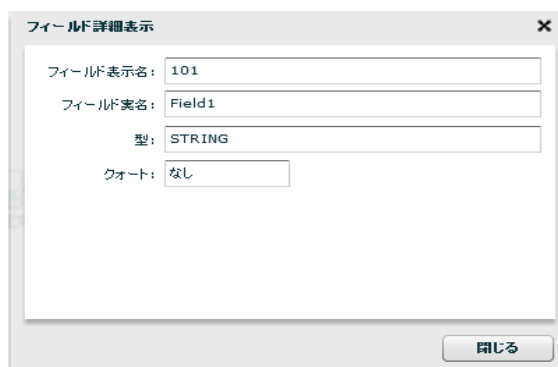 フィールド詳細表示 ×
フィールド表示名: 101
フィールド実名: Field1
型: STRING
クォート: なし
閉じる